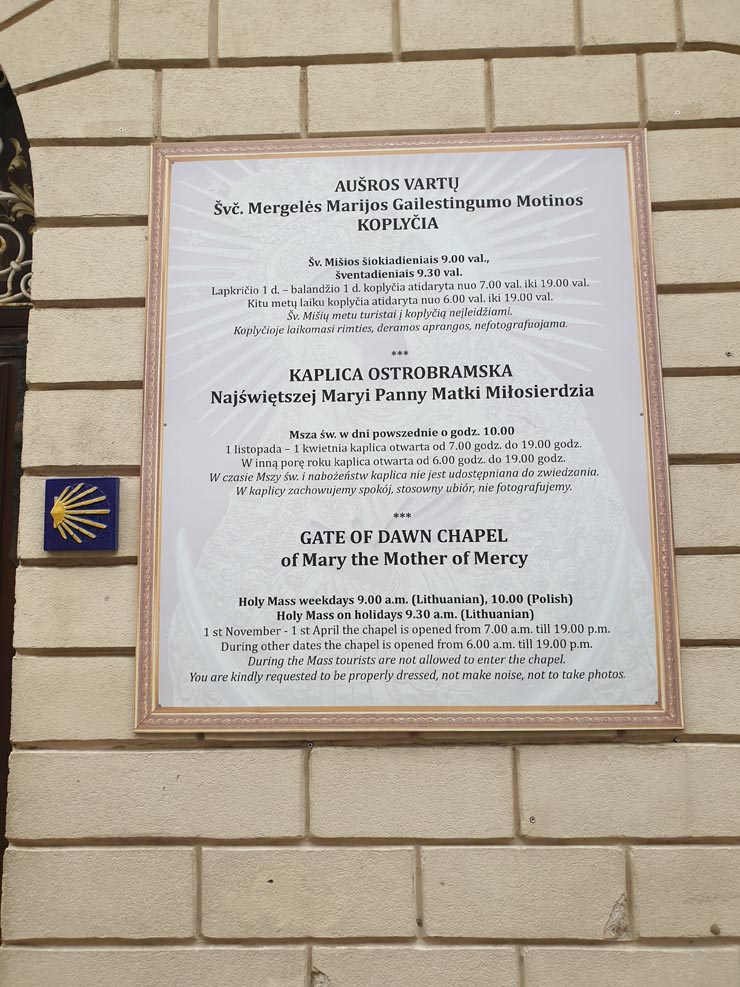 AUŠROS VARTŲ
Švč. Mergelės Marijos Gailestingumo Motinos
KOPLYČIA
Šv. Mišios šiokiadieniais 9.00 val.,
šventadieniais 9.30 val.
Lapkričio 1 d. – balandžio 1 d. koplyčia atidaryta nuo 7.00 val. iki 19.00 val.
Kitu metų laiku koplyčia atidaryta nuo 6.00 val. iki 19.00 val.
Šv. Mišių metu turistai į koplyčią neįleidžiami.
Koplyčioje laikomasi rimties, deramos aprangos, nefotografuojama.
***
KAPLICA OSTROBRAMSKA
Najświętszej Maryi Panny Matki Miłosierdzia
Msza św. w dni powszednie o godz. 10.00
1 listopada – 1 kwietnia kaplica otwarta od 7.00 godz. do 19.00 godz.
W inną porę roku kaplica otwarta od 6.00 godz. do 19.00 godz.
W czasie Mszy św. i nabożeństw kaplica nie jest udostępniana do zwiedzania.
W kaplicy zachowujemy spokój, stosowny ubiór, nie fotografujemy.
***
GATE OF DAWN CHAPEL
of Mary the Mother of Mercy
Holy Mass weekdays 9.00 a.m. (Lithuanian), 10.00 (Polish)
Holy Mass on holidays 9.30 a.m. (Lithuanian)
1 st November - 1 st April the chapel is opened from 7.00 a.m. till 19.00 p.m.
During other dates the chapel is opened from 6.00 a.m. till 19.00 p.m.
During the Mass tourists are not allowed to enter the chapel.
You are kindly requested to be properly dressed, not make noise, not to take photos.